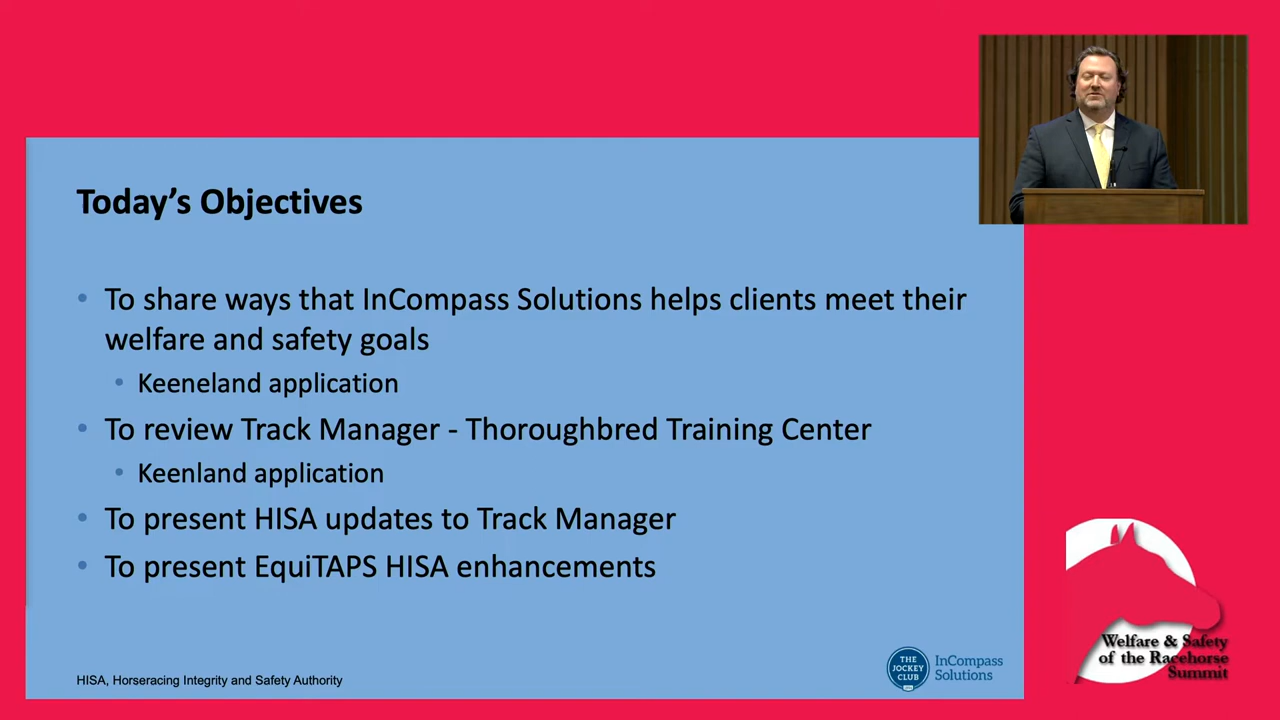 Today's Objectives
• To share ways that InCompass Solutions helps clients meet their
welfare and safety goals
• Keeneland application
• To review Track Manager - Thoroughbred Training Center
• Keenland application
• To present HISA updates to Track Manager
• To present EquiTAPS HISA enhancements
HISA, Horseracing Integrity and Safety Authority
THE
JOCKEY
CLUB
InCompass
Solutions
Welfare & Safety
of the Racehorse
Summit